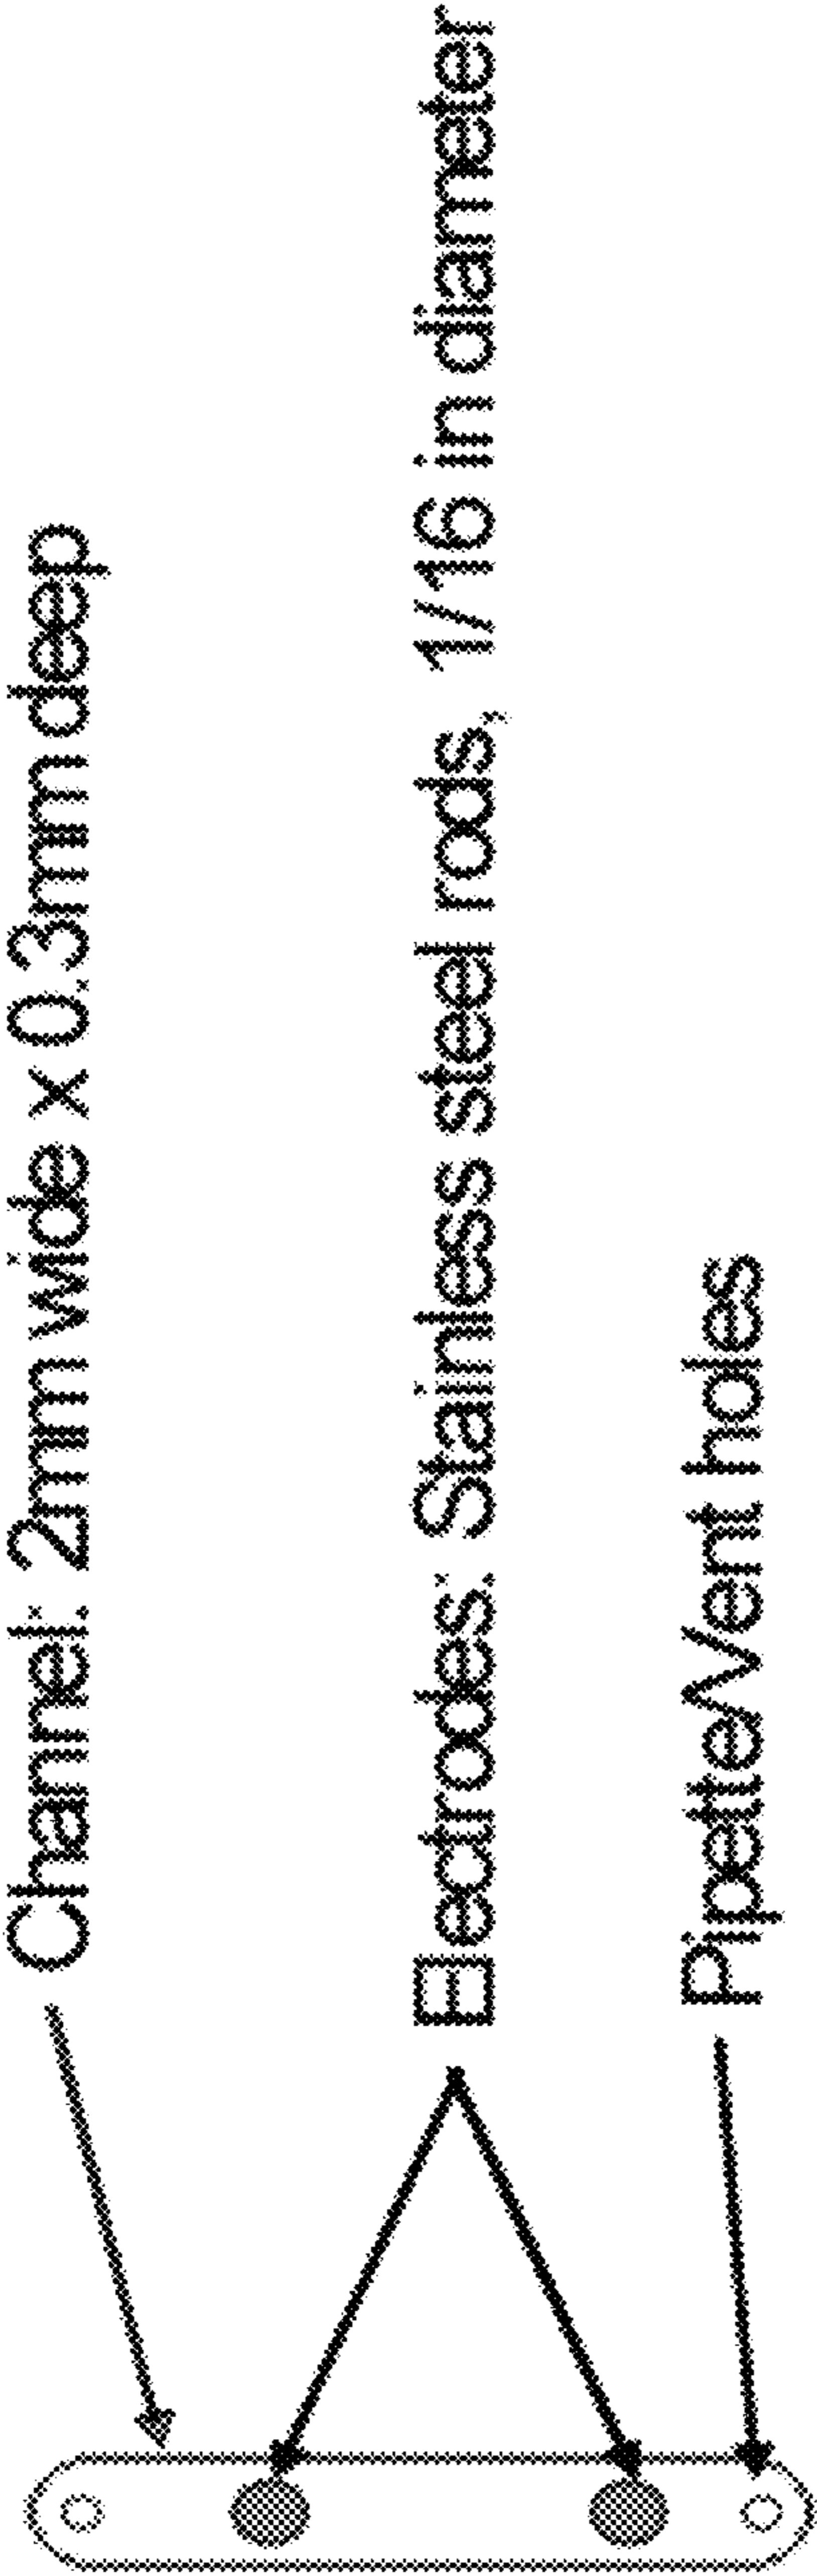 Channel: 2mm wide x 0.3mm deep
Electrodes: Stainless steel rods, 1/16 in diameter
Pipette/Vent holes